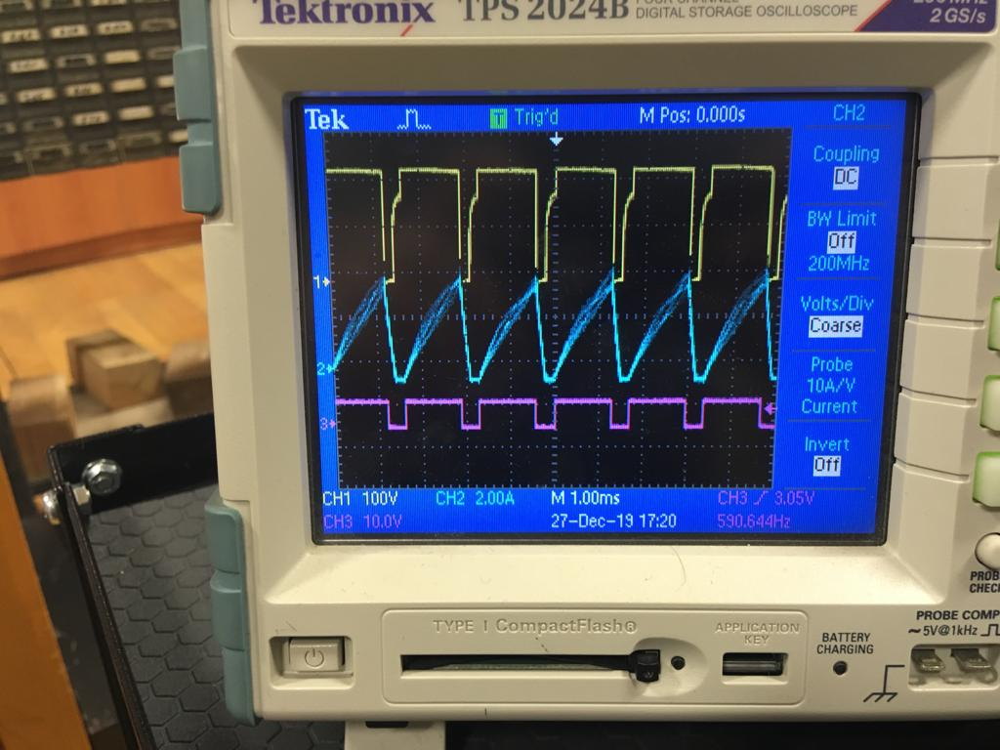 Tektronix TPS 2024B FOUR CHANNEL DIGITAL STORAGE OSCILLOSCOPE 200 MHz 2 GS/s
Tek T Trig'd M Pos: 0.000s CH2
Coupling
DC
BW Limit
Off
200MHz
Volts/Div
Coarse
Probe
10A/V
Current
Invert
Off
1
2
3
CH1 100V CH2 2.00A M 1.00ms CH3 3.05V
CH3 10.0V 27-Dec-19 17:20 590.644Hz
TYPE I CompactFlash®
APPLICATION KEY
BATTERY CHARGING
PROBE COMP
~5V@1kHz